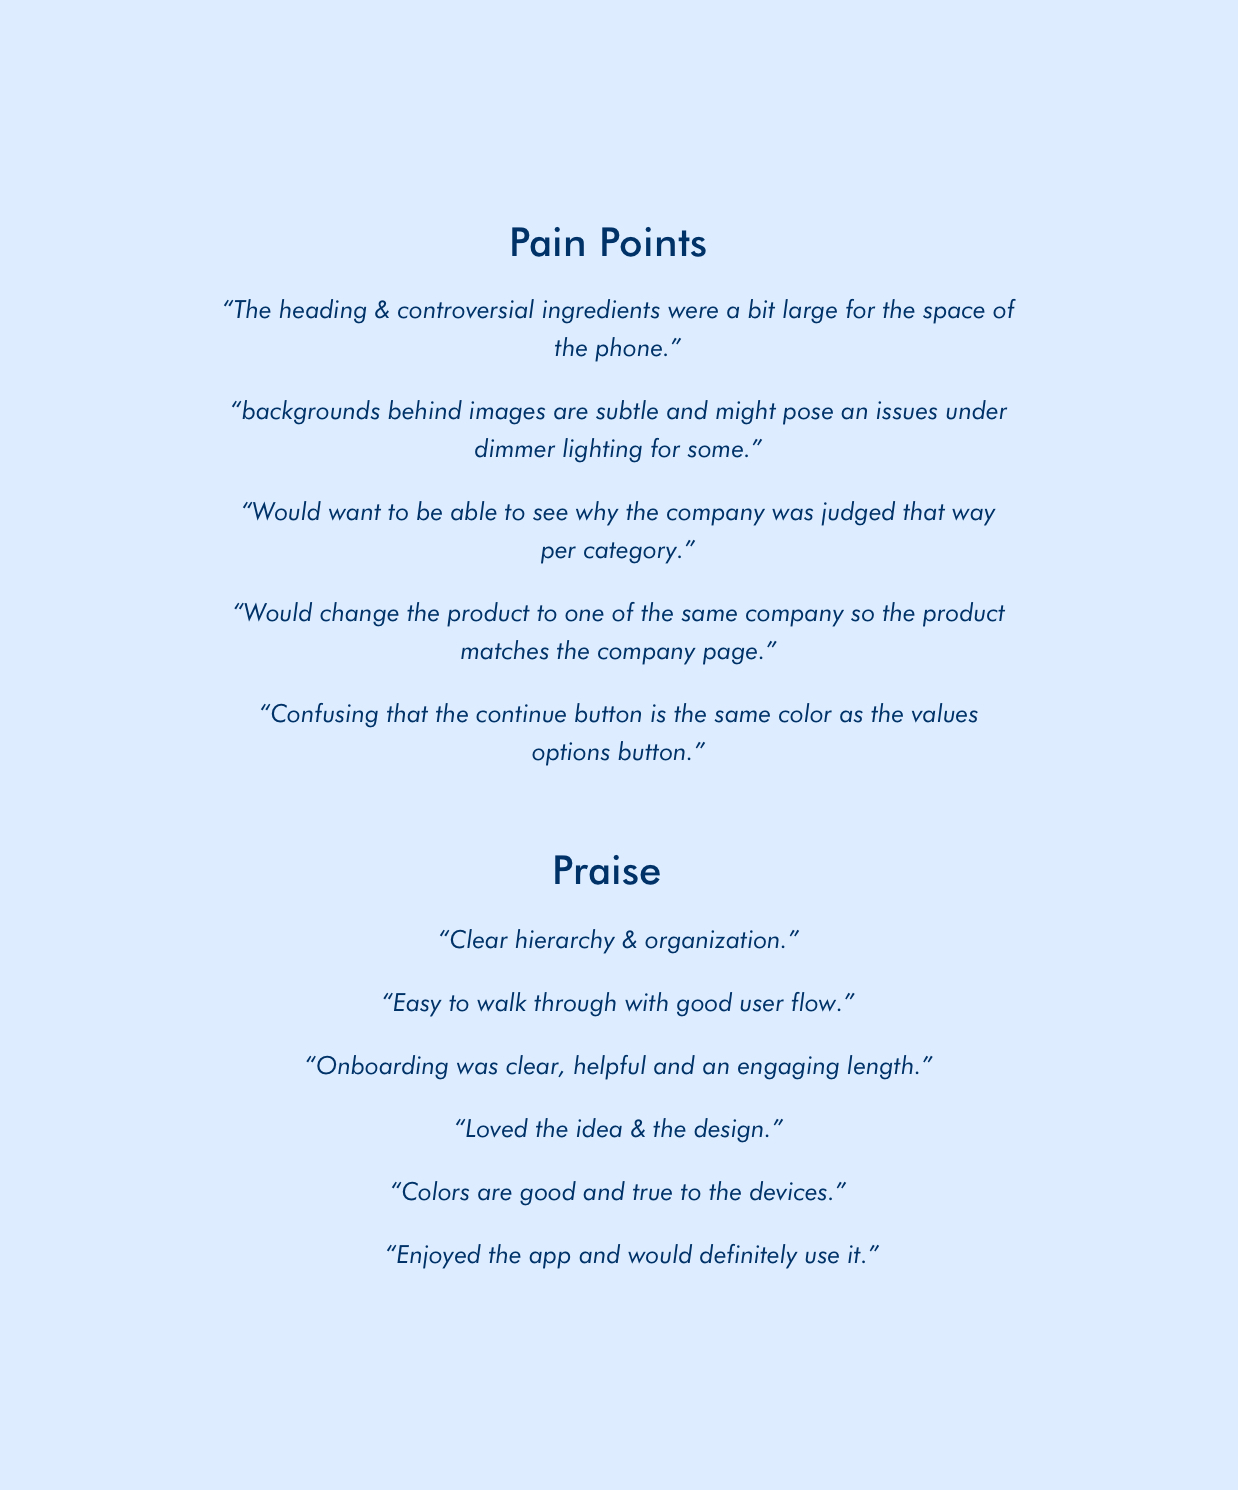 Pain Points
“The heading & controversial ingredients were a bit large for the space of
the phone.”
“backgrounds behind images are subtle and might pose an issues under
dimmer lighting for some.”
“Would want to be able to see why the company was judged that way
per category.”
“Would change the product to one of the same company so the product
matches the company page.”
“Confusing that the continue button is the same color as the values
options button.”
Praise
“Clear hierarchy & organization.”
“Easy to walk through with good user flow.”
“Onboarding was clear, helpful and an engaging length.”
“Loved the idea & the design.”
“Colors are good and true to the devices.”
“Enjoyed the app and would definitely use it.”